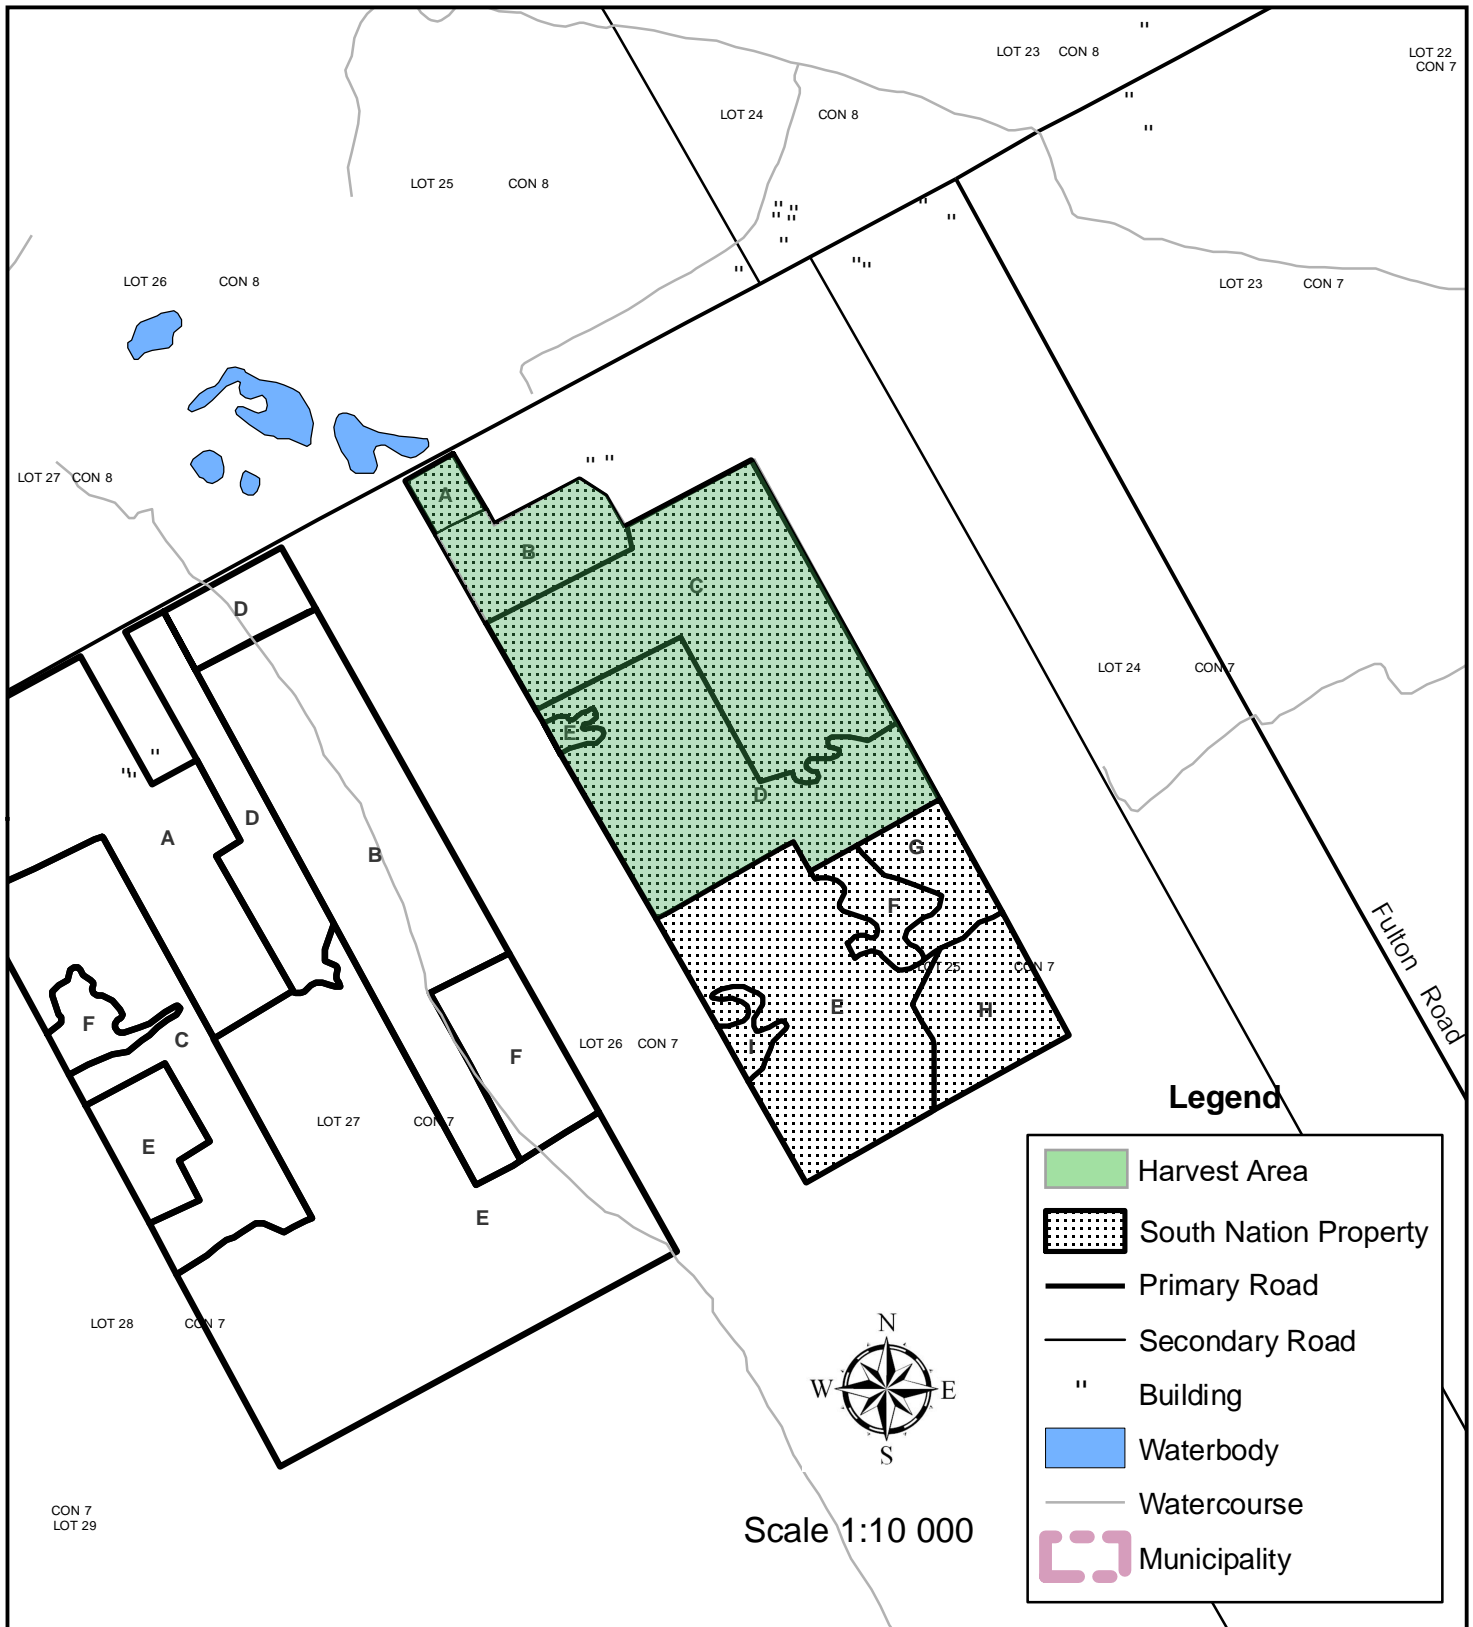 LOT 23 CON 8
LOT 22
CON 7
LOT 24 CON 8
LOT 25 CON 8
LOT 26 CON 8
LOT 23 CON 7
LOT 27 CON 8
A
B
C
D
D
LOT 24 CON 7
E
D
D
A
B
G
F
Fulton Road
LOT 25 CON 7
E
H
I
F
C
F
LOT 26 CON 7
E
LOT 27 CON 7
E
LOT 28 CON 7
CON 7
LOT 29
N
W E
S
Scale 1:10 000
Legend
Harvest Area
South Nation Property
Primary Road
Secondary Road
Building
Waterbody
Watercourse
Municipality